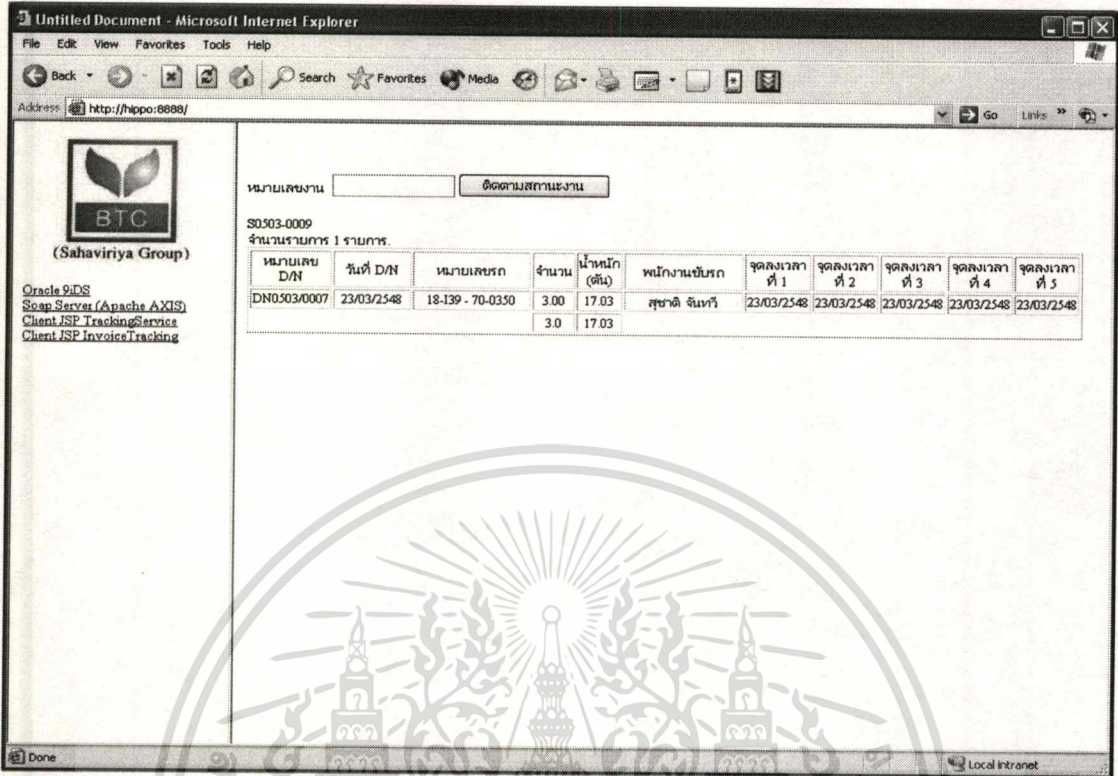 Untitled Document - Microsoft Internet Explorer
File Edit View Favorites Tools Help
Back Search Favorites Media
Address http://hippo:8888/ Go Links »
BTC
(Sahaviriya Group)
Oracle 9iDS
Soap Server (Apache AXIS)
Client JSP TrackingService
Client JSP InvoiceTracking
หมายเลขงาน ติดตามสถานะงาน
S0503-0009
จำนวนรายการ 1 รายการ.
หมายเลข D/N วันที่ D/N หมายเลขรถ จำนวน น้ำหนัก (ตัน) พนักงานขับรถ จุดลงเวลา ที่ 1 จุดลงเวลา ที่ 2 จุดลงเวลา ที่ 3 จุดลงเวลา ที่ 4 จุดลงเวลา ที่ 5
DN0503/0007 23/03/2548 18-I39 - 70-0350 3.00 17.03 สุชาติ จันทวี 23/03/2548 23/03/2548 23/03/2548 23/03/2548 23/03/2548
3.0 17.03
Done Local intranet